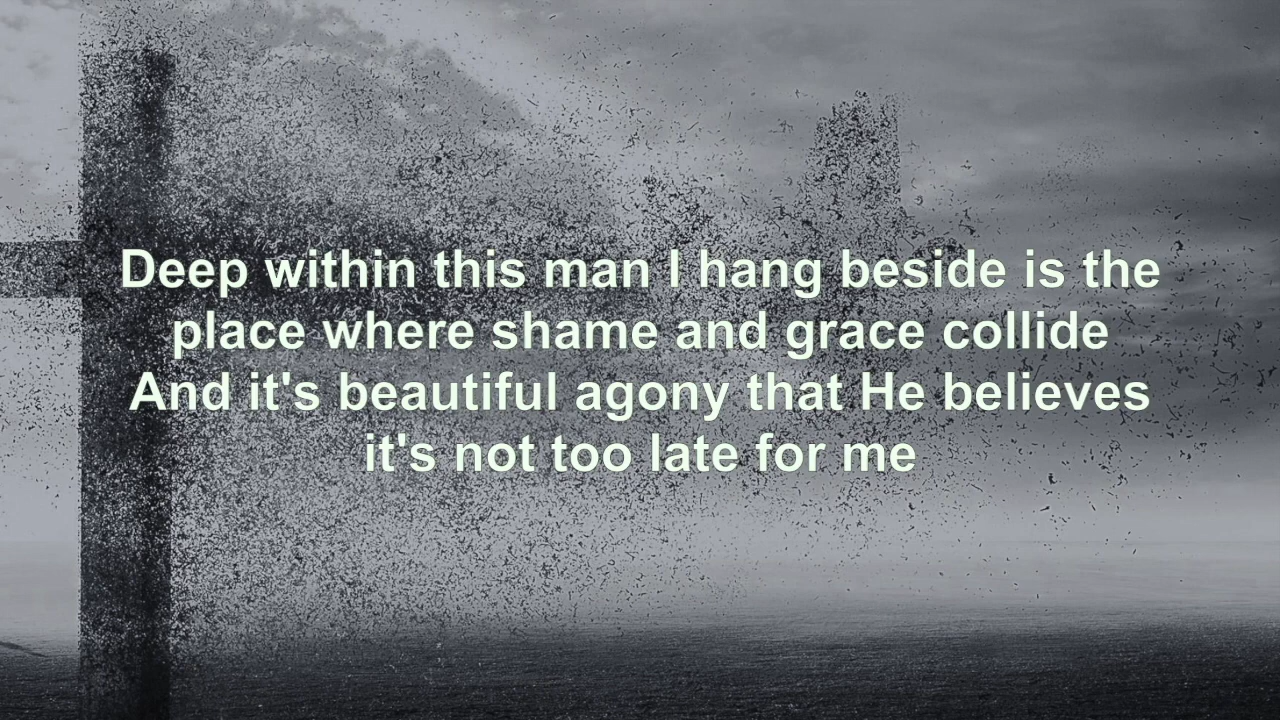 Deep within this man I hang beside is the
place where shame and grace collide
And it's beautiful agony that He believes
it's not too late for me